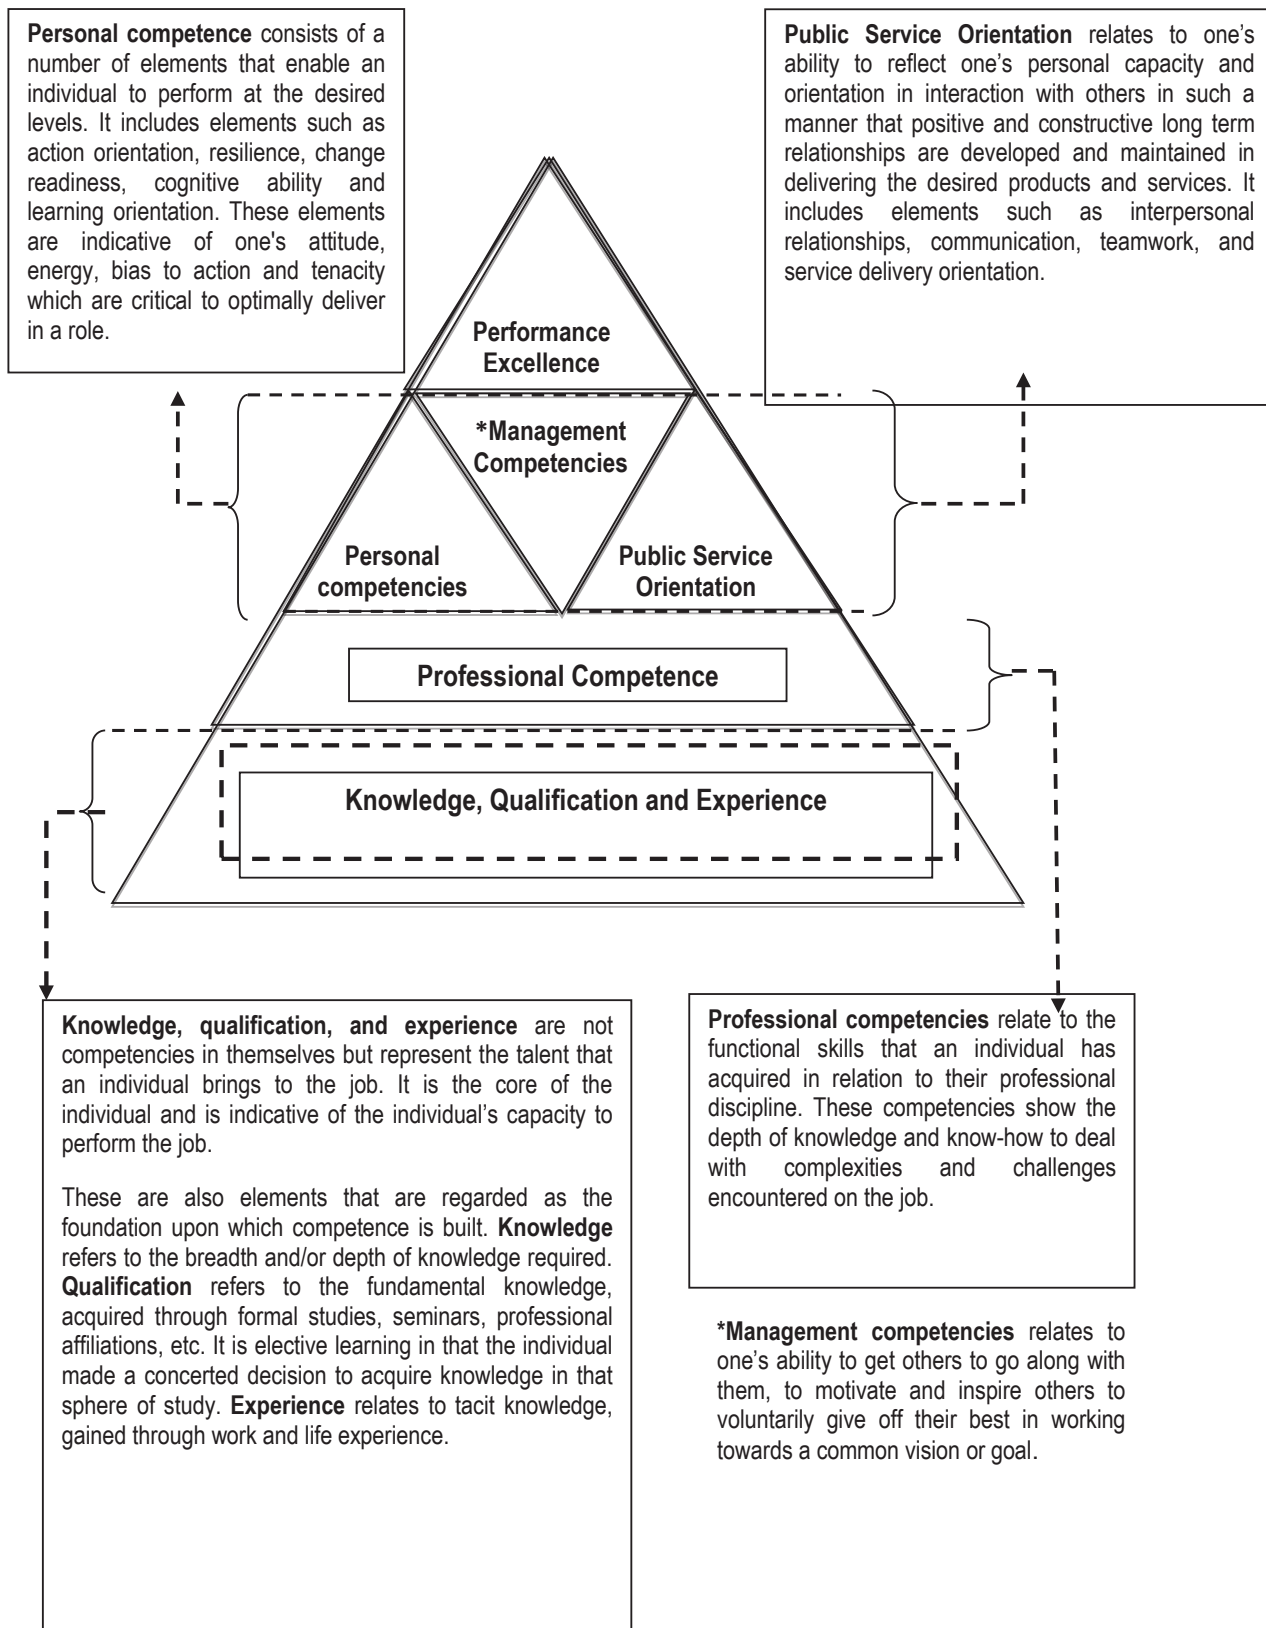 Personal competence consists of a
number of elements that enable an
individual to perform at the desired
levels. It includes elements such as
action orientation, resilience, change
readiness, cognitive ability and
learning orientation. These elements
are indicative of one's attitude,
energy, bias to action and tenacity
which are critical to optimally deliver
in a role.
Public Service Orientation relates to one’s
ability to reflect one’s personal capacity and
orientation in interaction with others in such a
manner that positive and constructive long term
relationships are developed and maintained in
delivering the desired products and services. It
includes elements such as interpersonal
relationships, communication, teamwork, and
service delivery orientation.
Performance
Excellence
*Management
Competencies
Personal
competencies
Public Service
Orientation
Professional Competence
Knowledge, Qualification and Experience
Knowledge, qualification, and experience are not
competencies in themselves but represent the talent that
an individual brings to the job. It is the core of the
individual and is indicative of the individual’s capacity to
perform the job.
These are also elements that are regarded as the
foundation upon which competence is built. Knowledge
refers to the breadth and/or depth of knowledge required.
Qualification refers to the fundamental knowledge,
acquired through formal studies, seminars, professional
affiliations, etc. It is elective learning in that the individual
made a concerted decision to acquire knowledge in that
sphere of study. Experience relates to tacit knowledge,
gained through work and life experience.
Professional competencies relate to the
functional skills that an individual has
acquired in relation to their professional
discipline. These competencies show the
depth of knowledge and know-how to deal
with complexities and challenges
encountered on the job.
*Management competencies relates to
one’s ability to get others to go along with
them, to motivate and inspire others to
voluntarily give off their best in working
towards a common vision or goal.